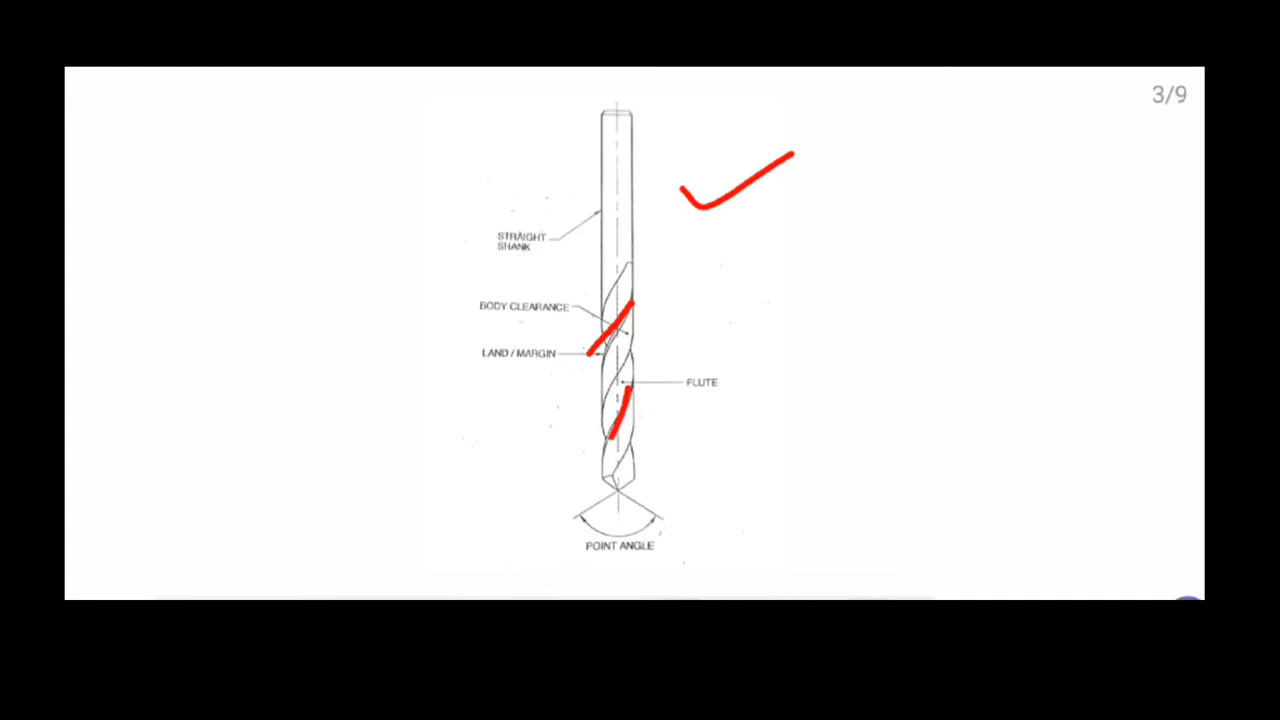 3/9
STRAIGHT
SHANK
BODY CLEARANCE
LAND / MARGIN
FLUTE
POINT ANGLE